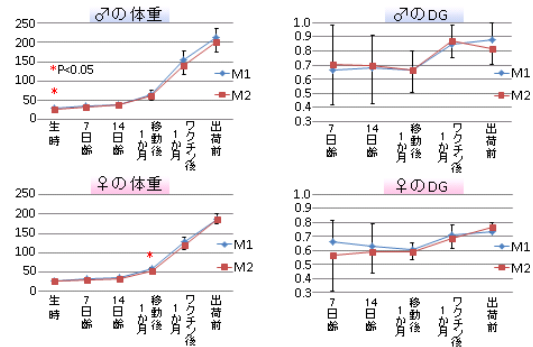 ♂の体重
250
200
150
100
50
0
*P<0.05
*
M1
M2
生時
7日齢
14日齢
移動後1か月
ワクチン後1か月
出荷前
♂のDG
1.0
0.9
0.8
0.7
0.6
0.5
0.4
0.3
M1
M2
7日齢
14日齢
移動後1か月
ワクチン後1か月
出荷前
♀の体重
250
200
150
100
50
0
*
M1
M2
生時
7日齢
14日齢
移動後1か月
ワクチン後1か月
出荷前
♀のDG
1.0
0.9
0.8
0.7
0.6
0.5
0.4
0.3
M1
M2
7日齢
14日齢
移動後1か月
ワクチン後1か月
出荷前